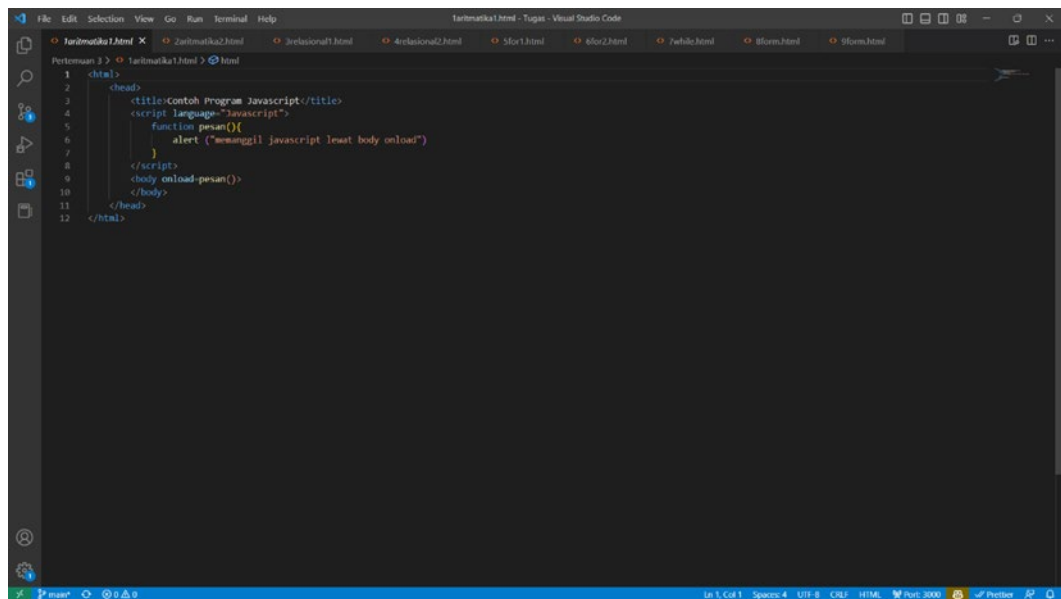 File Edit Selection View Go Run Terminal Help 1aritmatika1.html - Tugas - Visual Studio Code
1aritmatika1.html 2aritmatika2.html 3relasional1.html 4relasional2.html 5for1.html 6for2.html 7while.html 8form.html 9form.html
Pertemuan 3 > 1aritmatika1.html > html
1 <html>
2 <head>
3 <title>Contoh Program Javascript</title>
4 <script language="Javascript">
5 function pesan(){
6 alert ("memanggil javascript lewat body onload")
7 }
8 </script>
9 <body onload=pesan()>
10 </body>
11 </head>
12 </html>
main* 0 0 Ln 1, Col 1 Spaces: 4 UTF-8 CRLF HTML Port: 3000 Prettier